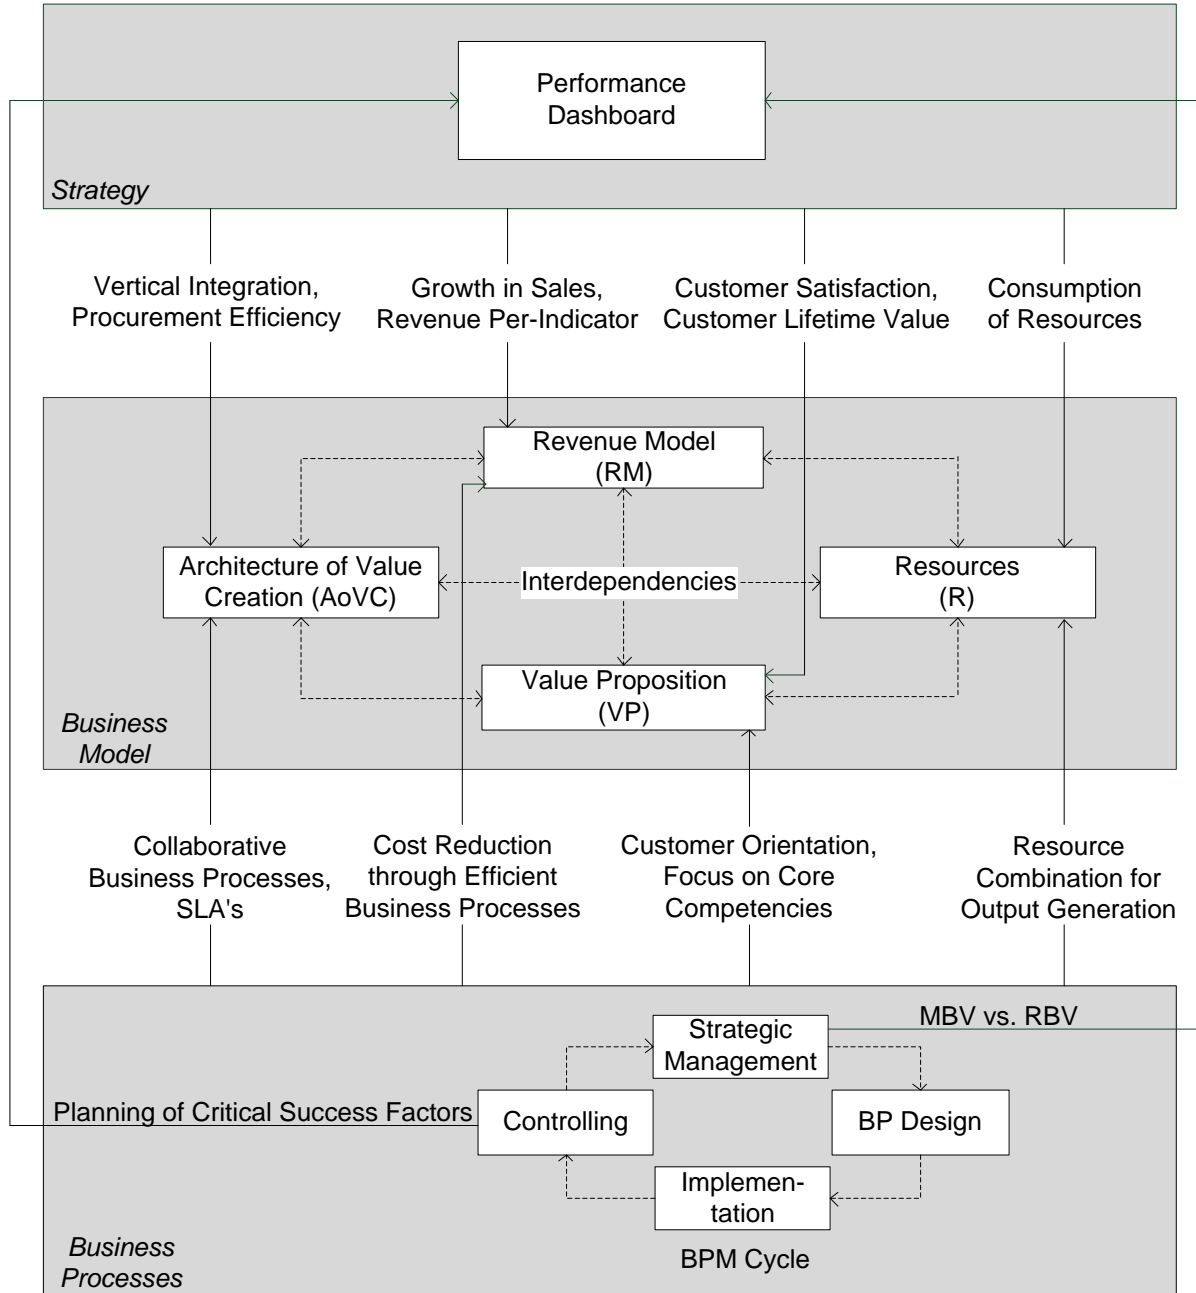 Performance
Dashboard
Strategy
Vertical Integration,
Procurement Efficiency
Growth in Sales,
Revenue Per-Indicator
Customer Satisfaction,
Customer Lifetime Value
Consumption
of Resources
Revenue Model
(RM)
Architecture of Value
Creation (AoVC)
Interdependencies
Resources
(R)
Value Proposition
(VP)
Business
Model
Collaborative
Business Processes,
SLA's
Cost Reduction
through Efficient
Business Processes
Customer Orientation,
Focus on Core
Competencies
Resource
Combination for
Output Generation
MBV vs. RBV
Strategic
Management
Planning of Critical Success Factors
Controlling
BP Design
Implemen-
tation
BPM Cycle
Business
Processes